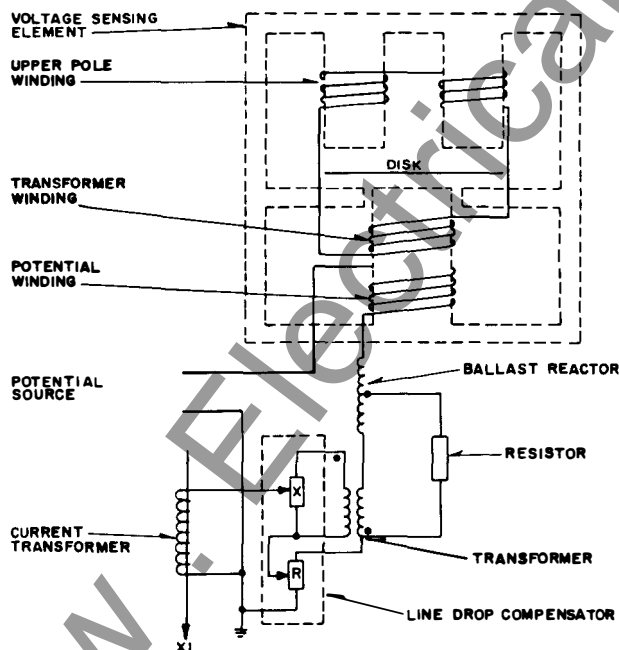 VOLTAGE SENSING
ELEMENT
UPPER POLE
WINDING
DISK
TRANSFORMER
WINDING
POTENTIAL
WINDING
BALLAST REACTOR
POTENTIAL
SOURCE
RESISTOR
X
CURRENT
TRANSFORMER
TRANSFORMER
R
LINE DROP COMPENSATOR
X1
w . Electrical